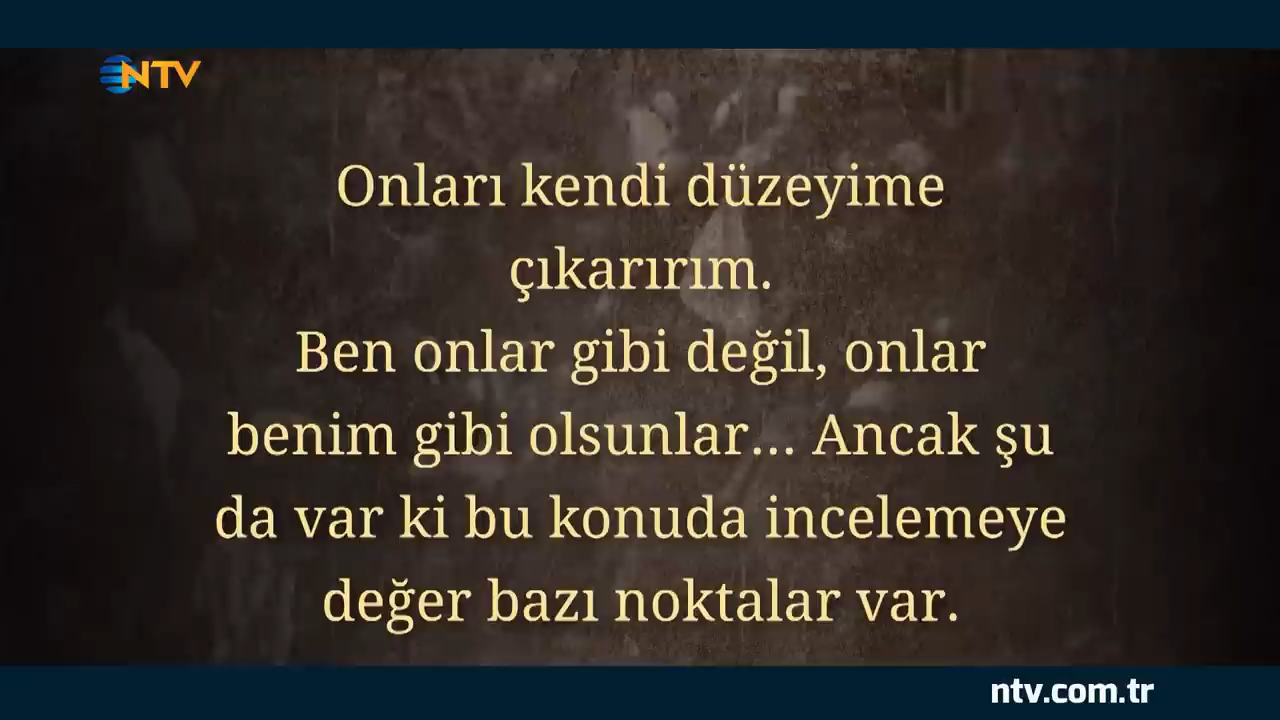 NTV
Onları kendi düzeyime
çıkarırım.
Ben onlar gibi değil, onlar
benim gibi olsunlar... Ancak şu
da var ki bu konuda incelemeye
değer bazı noktalar var.
ntv.com.tr